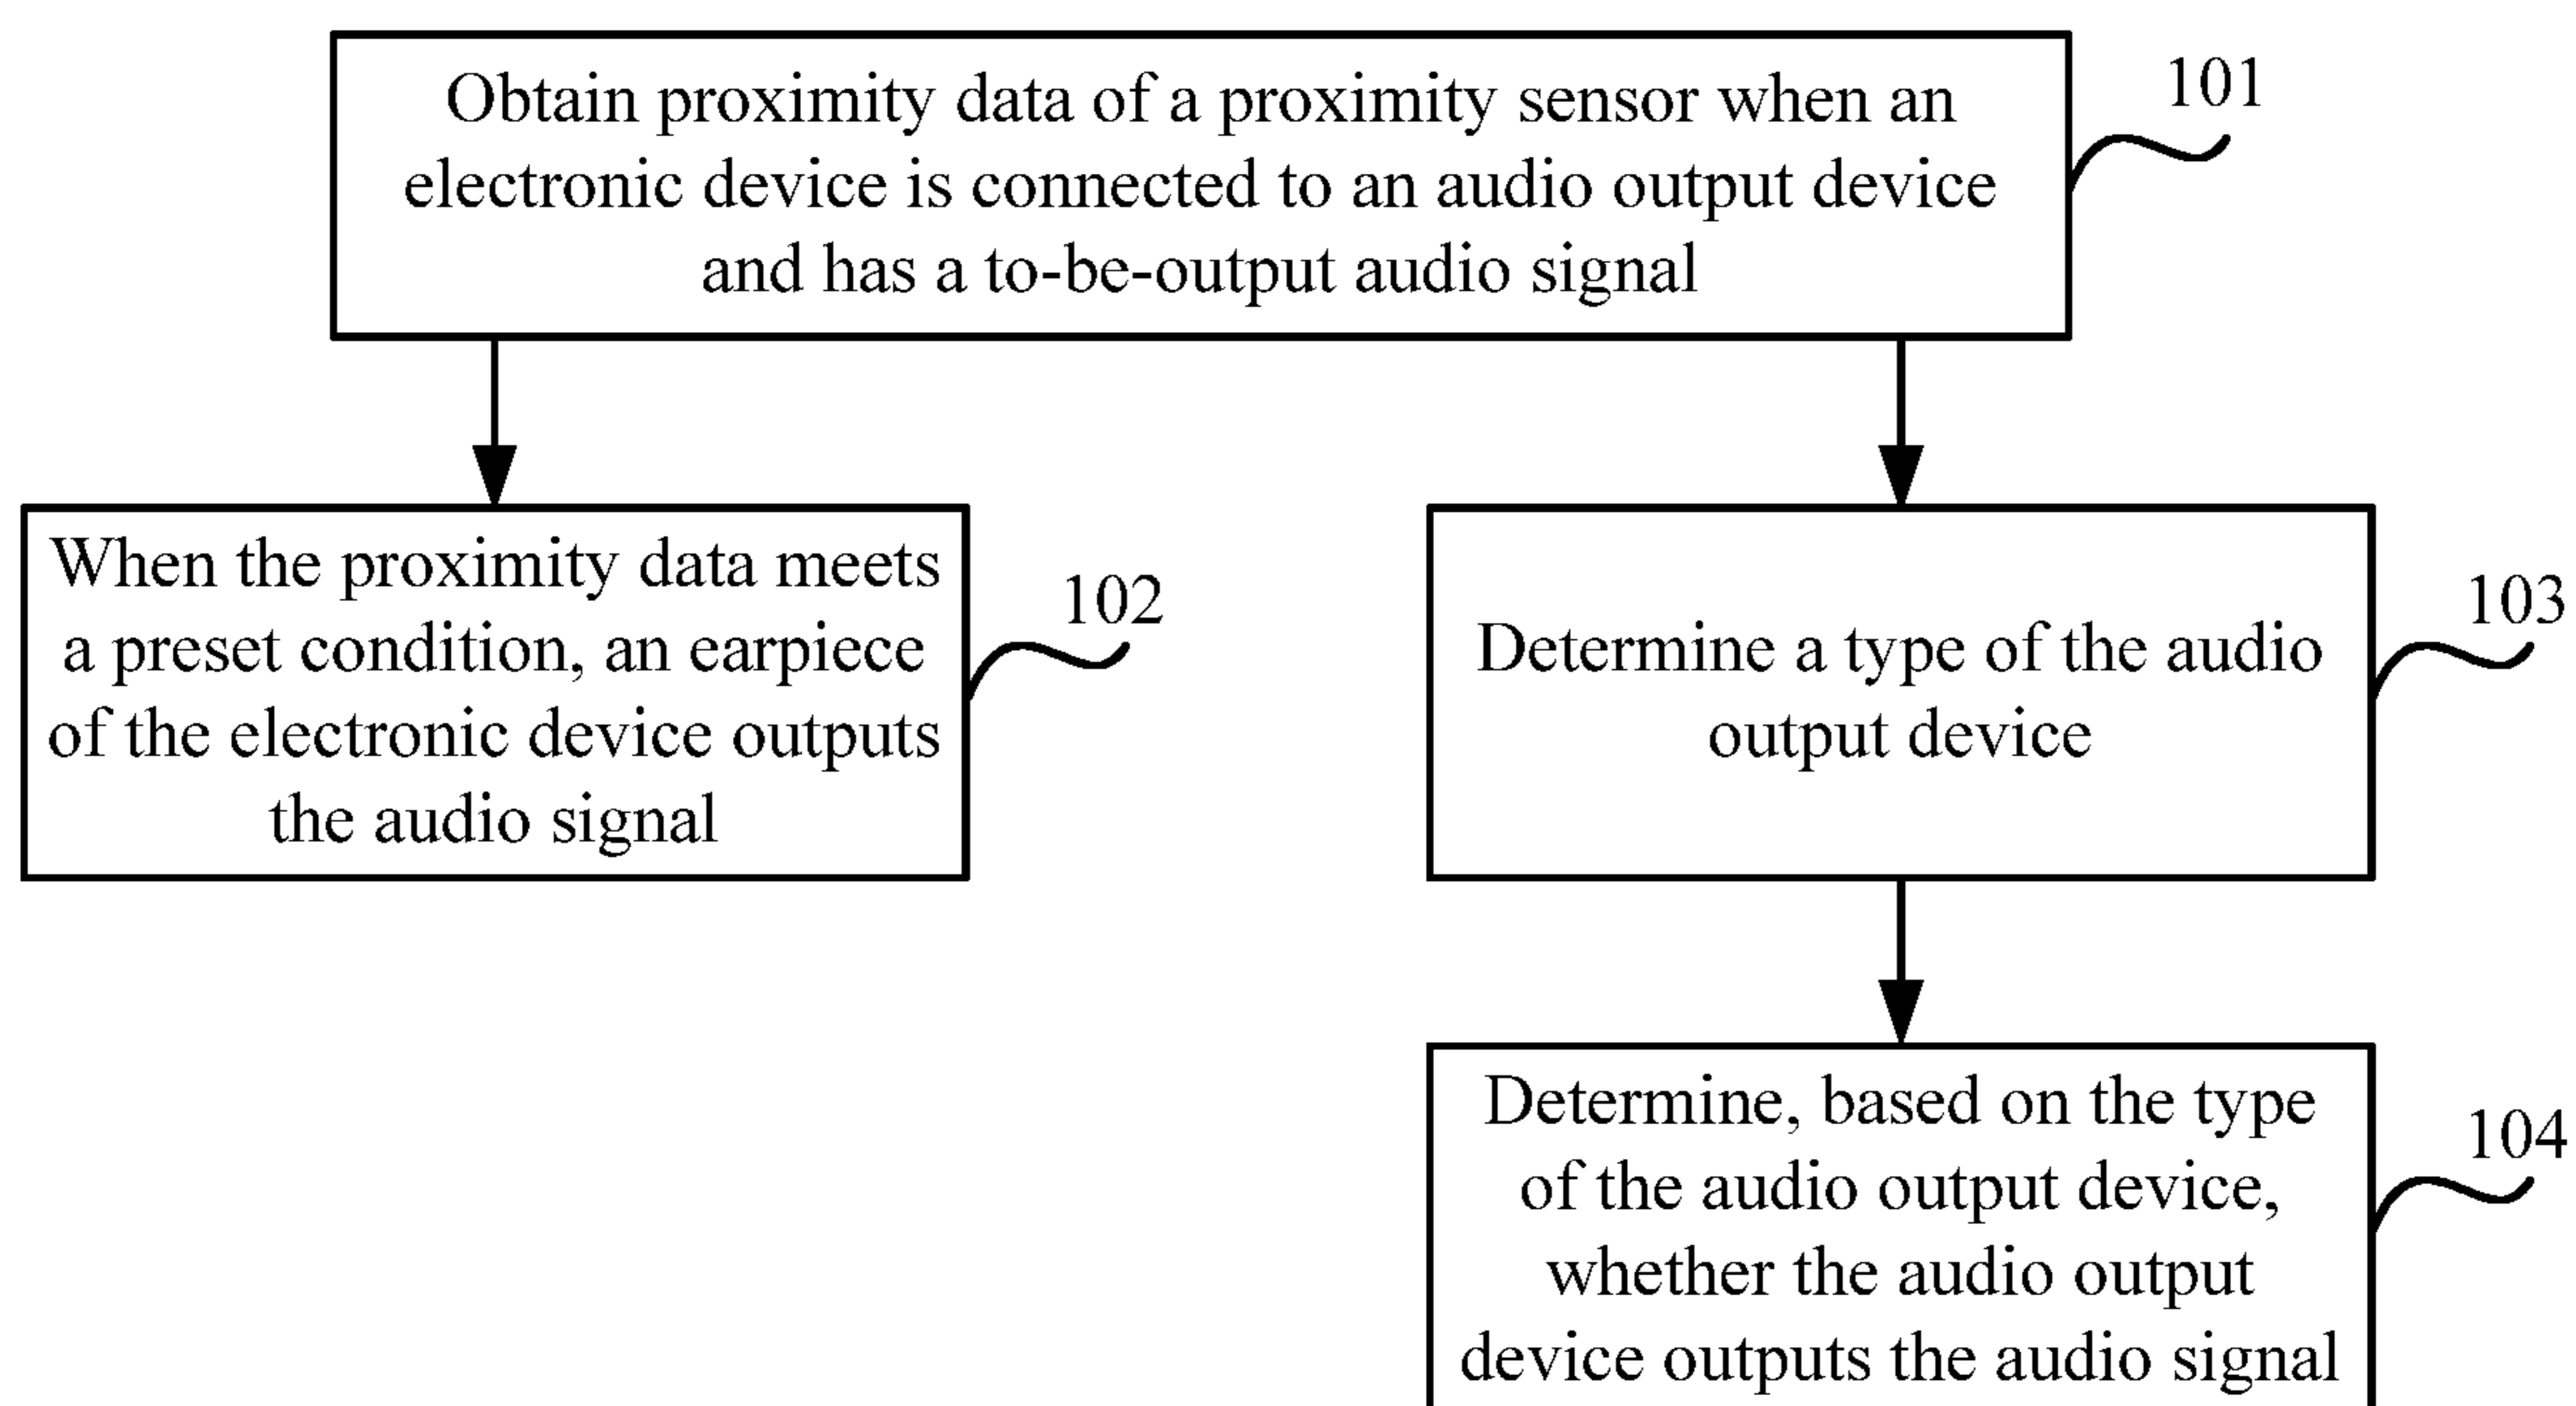 Obtain proximity data of a proximity sensor when an
electronic device is connected to an audio output device
and has a to-be-output audio signal
101
When the proximity data meets
a preset condition, an earpiece
of the electronic device outputs
the audio signal
102
Determine a type of the audio
output device
103
Determine, based on the type
of the audio output device,
whether the audio output
device outputs the audio signal
104